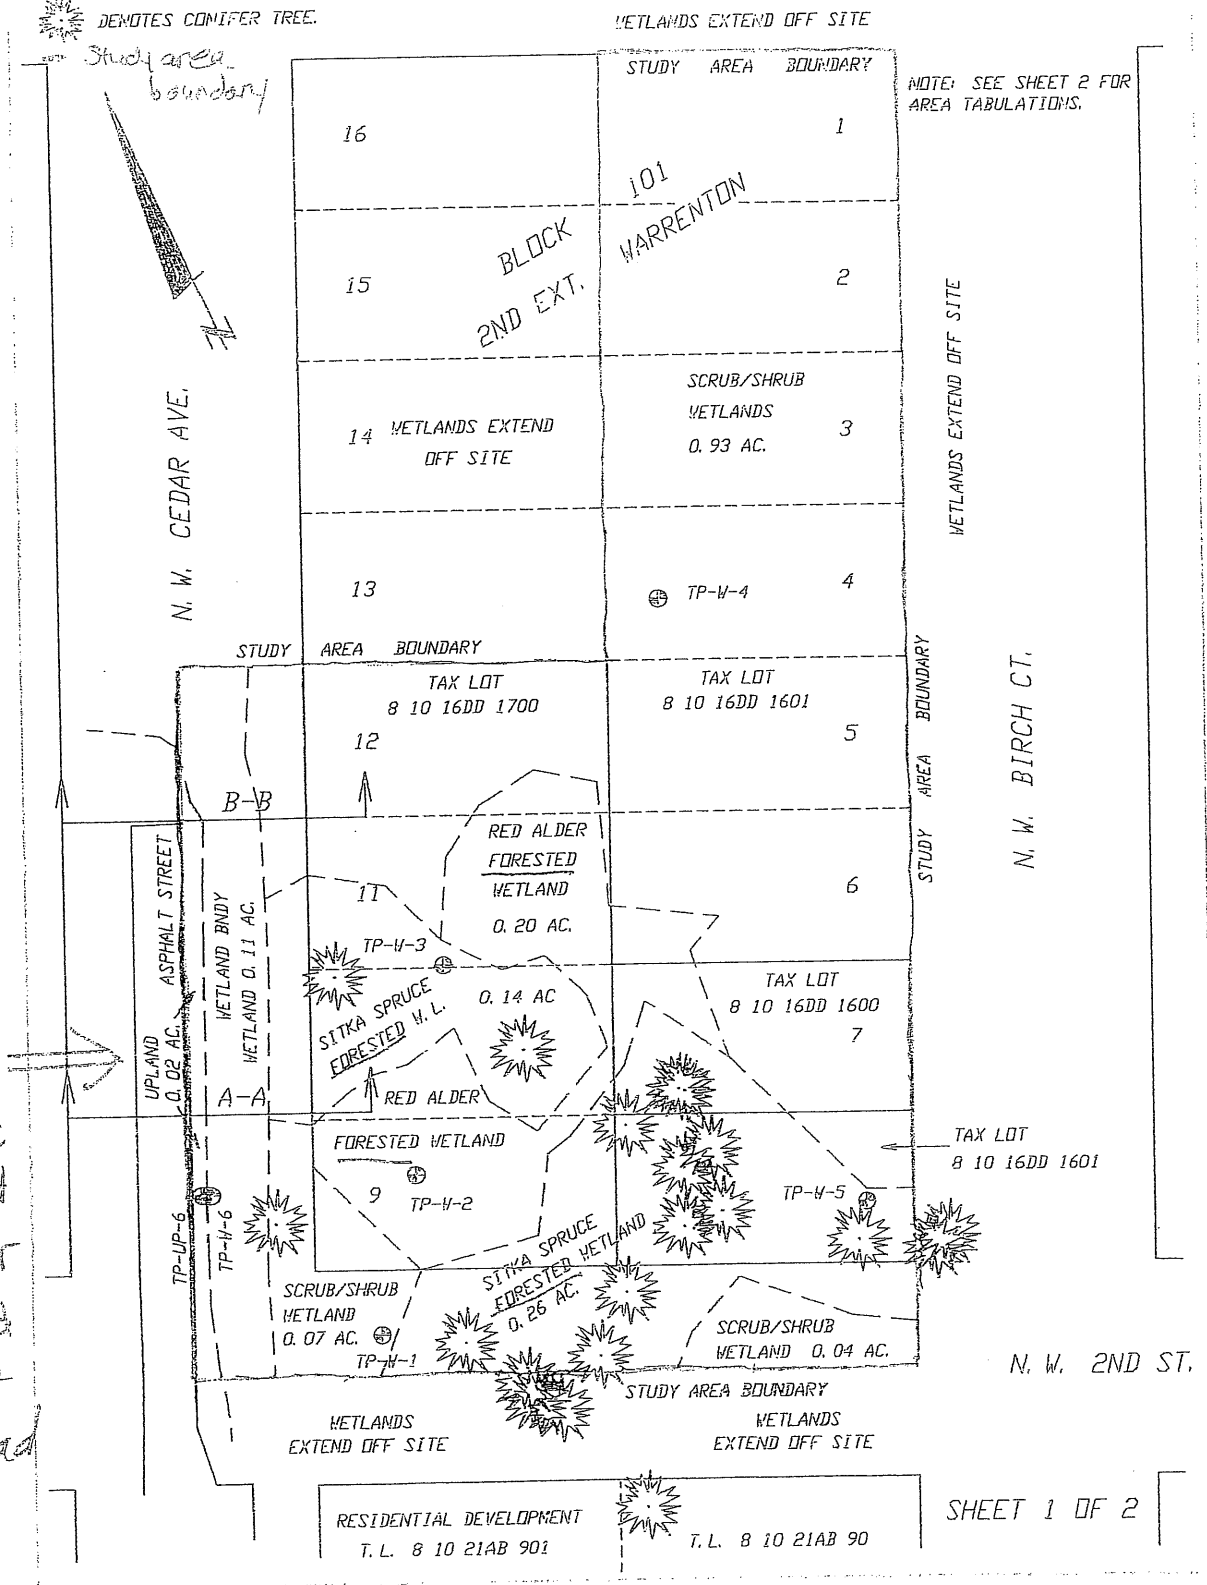 DENOTES CONIFER TREE.
Study area
boundary
WETLANDS EXTEND OFF SITE
STUDY AREA BOUNDARY
NOTE: SEE SHEET 2 FOR
AREA TABULATIONS.
16
1
101
BLOCK
WARRENTON
2ND EXT.
15
2
N
N. W. CEDAR AVE.
SCRUB/SHRUB
WETLANDS
0.93 AC.
3
14
WETLANDS EXTEND
OFF SITE
WETLANDS EXTEND OFF SITE
13
TP-W-4
4
STUDY AREA BOUNDARY
STUDY AREA BOUNDARY
N. W. BIRCH CT.
TAX LOT
8 10 16DD 1700
TAX LOT
8 10 16DD 1601
12
5
B-B
RED ALDER
FORESTED
WETLAND
0.20 AC.
6
11
ASPHALT STREET
WETLAND BNDY
WETLAND 0.11 AC.
TP-W-3
SITKA SPRUCE
FORESTED W.L.
0.14 AC
TAX LOT
8 10 16DD 1600
7
UPLAND
0.02 AC.
A-A
RED ALDER
FORESTED WETLAND
TAX LOT
8 10 16DD 1601
9
TP-W-2
TP-W-5
TP-UP-6
TP-W-6
SITKA SPRUCE
FORESTED WETLAND
0.26 AC.
SCRUB/SHRUB
WETLAND
0.07 AC.
TP-W-1
SCRUB/SHRUB
WETLAND 0.04 AC.
N. W. 2ND ST.
STUDY AREA BOUNDARY
WETLANDS
EXTEND OFF SITE
WETLANDS
EXTEND OFF SITE
RESIDENTIAL DEVELOPMENT
T.L. 8 10 21AB 901
T.L. 8 10 21AB 90
SHEET 1 OF 2